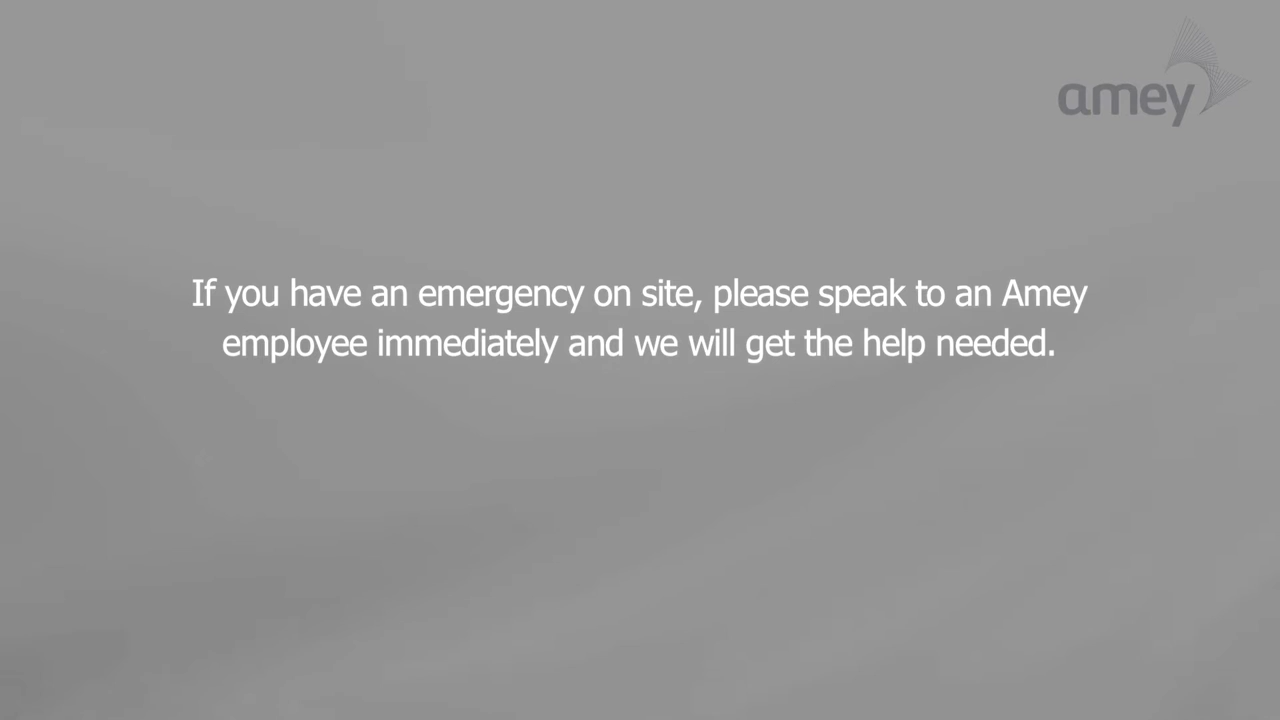 amey
If you have an emergency on site, please speak to an Amey
employee immediately and we will get the help needed.